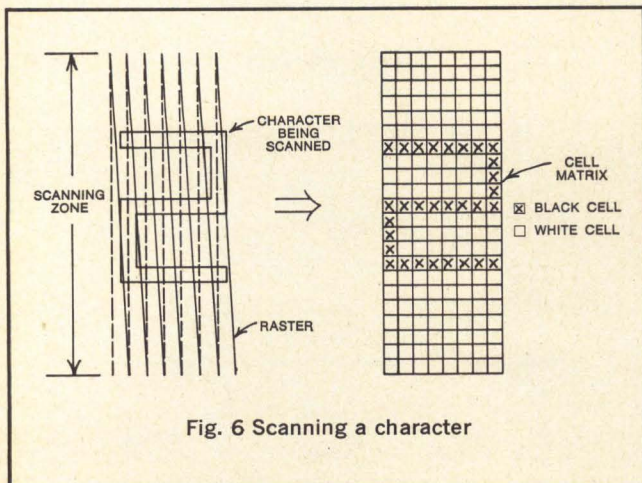 SCANNING
ZONE
CHARACTER
BEING
SCANNED
RASTER
CELL
MATRIX
BLACK CELL
WHITE CELL
Fig. 6 Scanning a character